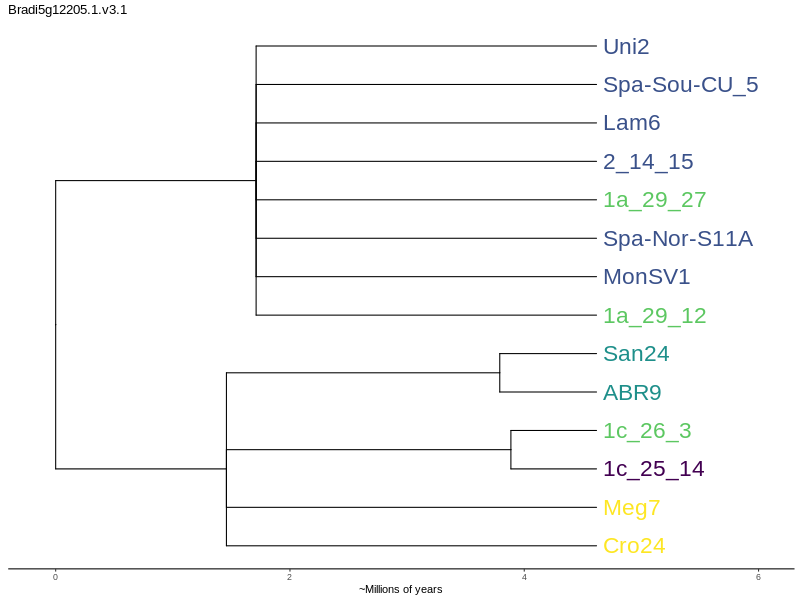 Bradi5g12205.1.v3.1
Uni2
Spa-Sou-CU_5
Lam6
2_14_15
1a_29_27
Spa-Nor-S11A
MonSV1
1a_29_12
San24
ABR9
1c_26_3
1c_25_14
Meg7
Cro24
0 2 4 6
~Millions of years